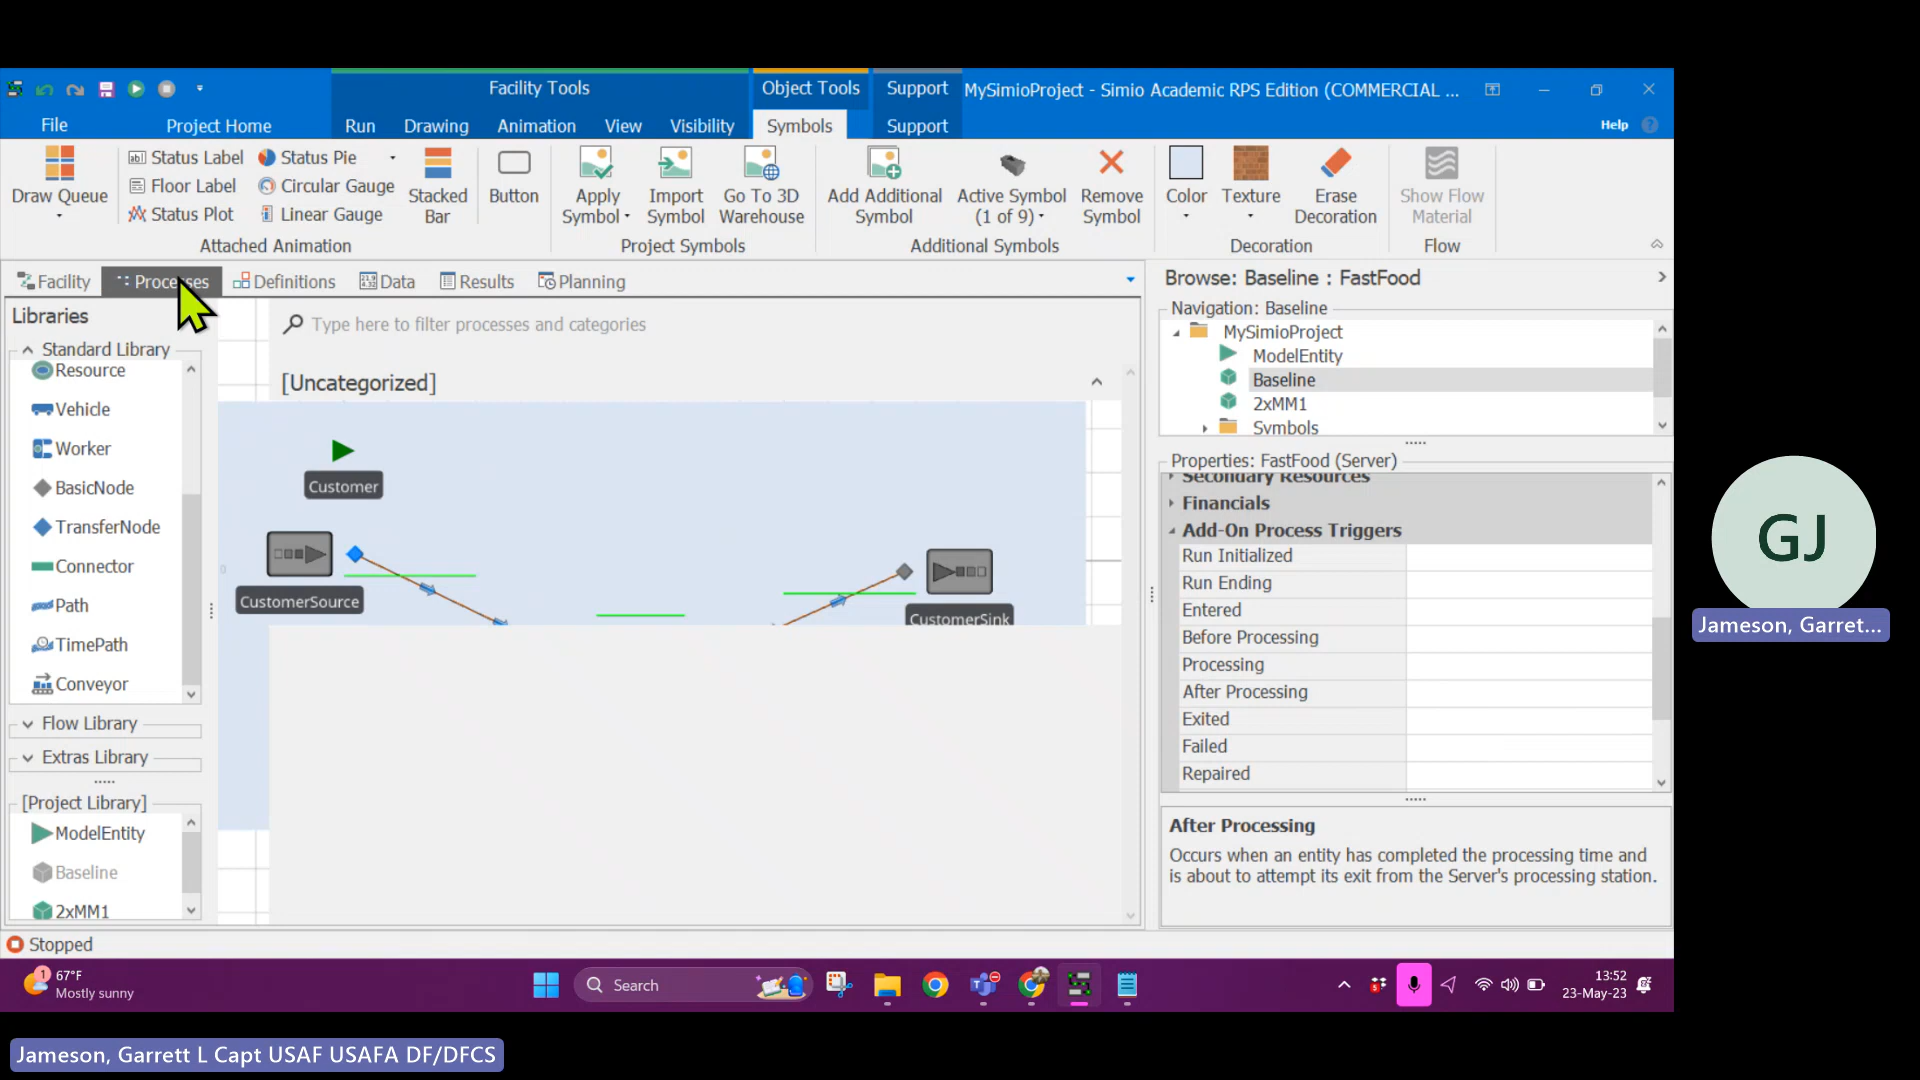 Facility Tools
Object Tools
Support
MySimioProject - Simio Academic RPS Edition (COMMERCIAL ...
File
Project Home
Run
Drawing
Animation
View
Visibility
Symbols
Support
Help
Draw Queue
Status Label
Floor Label
Status Plot
Status Pie
Circular Gauge
Linear Gauge
Stacked
Bar
Button
Apply
Symbol
Import
Symbol
Go To 3D
Warehouse
Add Additional
Symbol
Active Symbol
(1 of 9)
Remove
Symbol
Color
Texture
Erase
Decoration
Show Flow
Material
Attached Animation
Project Symbols
Additional Symbols
Decoration
Flow
Facility
Processes
Definitions
Data
Results
Planning
Libraries
Standard Library
Resource
Vehicle
Worker
BasicNode
TransferNode
Connector
Path
TimePath
Conveyor
Flow Library
Extras Library
[Project Library]
ModelEntity
Baseline
2xMM1
Type here to filter processes and categories
[Uncategorized]
Customer
CustomerSource
CustomerSink
Browse: Baseline : FastFood
Navigation: Baseline
MySimioProject
ModelEntity
Baseline
2xMM1
Symbols
Properties: FastFood (Server)
Secondary Resources
Financials
Add-On Process Triggers
Run Initialized
Run Ending
Entered
Before Processing
Processing
After Processing
Exited
Failed
Repaired
After Processing
Occurs when an entity has completed the processing time and
is about to attempt its exit from the Server's processing station.
Stopped
67°F
Mostly sunny
Search
13:52
23-May-23
GJ
Jameson, Garret...
Jameson, Garrett L Capt USAF USAFA DF/DFCS